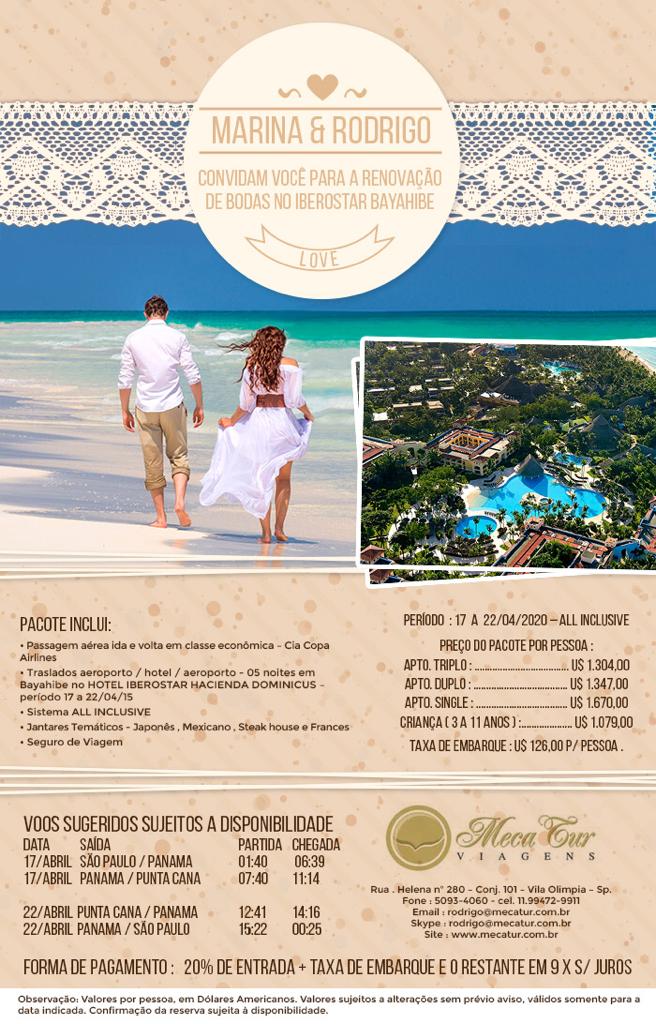 MARINA & RODRIGO
CONVIDAM VOCÊ PARA A RENOVAÇÃO
DE BODAS NO IBEROSTAR BAYAHIBE
LOVE
PACOTE INCLUI:
• Passagem aérea ida e volta em classe econômica – Cia Copa
Airlines
• Traslados aeroporto / hotel / aeroporto - 05 noites em
Bayahibe no HOTEL IBEROSTAR HACIENDA DOMINICUS –
período 17 a 22/04/15
• Sistema ALL INCLUSIVE
• Jantares Temáticos - Japonês , Mexicano , Steak house e Frances
• Seguro de Viagem
PERÍODO : 17 A 22/04/2020 – ALL INCLUSIVE
PREÇO DO PACOTE POR PESSOA :
APTO. TRIPLO : .................................... U$ 1.304,00
APTO. DUPLO : .................................... U$ 1.347,00
APTO. SINGLE : .................................... U$ 1.670,00
CRIANÇA ( 3 A 11 ANOS ) :................... U$ 1.079,00
TAXA DE EMBARQUE : U$ 126,00 P/ PESSOA .
VOOS SUGERIDOS SUJEITOS A DISPONIBILIDADE
DATA SAÍDA PARTIDA CHEGADA
17/ABRIL SÃO PAULO / PANAMA 01:40 06:39
17/ABRIL PANAMA / PUNTA CANA 07:40 11:14
22/ABRIL PUNTA CANA / PANAMA 12:41 14:16
22/ABRIL PANAMA / SÃO PAULO 15:22 00:25
Meca Tur
VIAGENS
Rua . Helena n° 280 – Conj. 101 – Vila Olimpia – Sp.
Fone : 5093-4060 - cel. 11.99472-9911
Email : rodrigo@mecatur.com.br
Skype : rodrigo@mecatur.com.br
Site : www.mecatur.com.br
FORMA DE PAGAMENTO : 20% DE ENTRADA + TAXA DE EMBARQUE E O RESTANTE EM 9 X S/ JUROS
Observação: Valores por pessoa, em Dólares Americanos. Valores sujeitos a alterações sem prévio aviso, válidos somente para a
data indicada. Confirmação da reserva sujeita à disponibilidade.